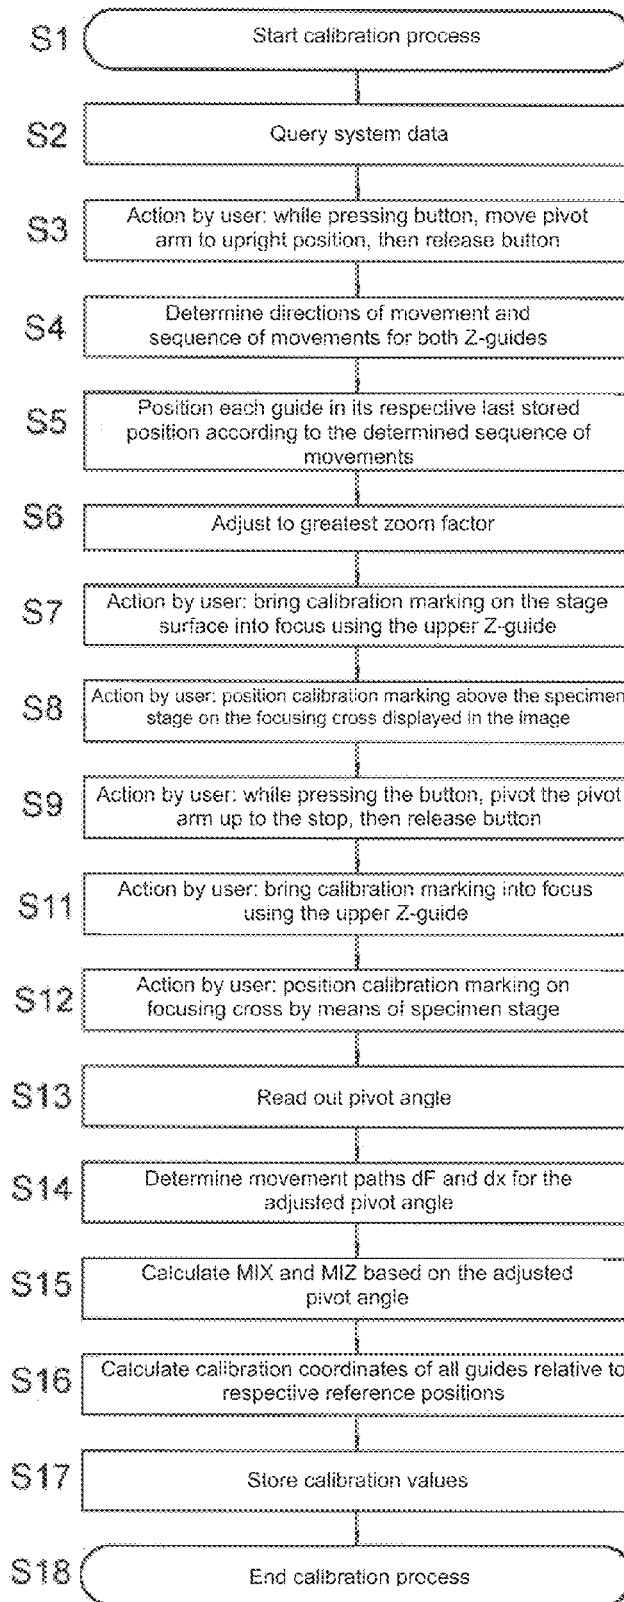 S1
Start calibration process
S2
Query system data
S3
Action by user: while pressing button, move pivot
arm to upright position, then release button
S4
Determine directions of movement and
sequence of movements for both Z-guides
S5
Position each guide in its respective last stored
position according to the determined sequence of
movements
S6
Adjust to greatest zoom factor
S7
Action by user: bring calibration marking on the stage
surface into focus using the upper Z-guide
S8
Action by user: position calibration marking above the specimen
stage on the focusing cross displayed in the image
S9
Action by user: while pressing the button, pivot the pivot
arm up to the stop, then release button
S11
Action by user: bring calibration marking into focus
using the upper Z-guide
S12
Action by user: position calibration marking on
focusing cross by means of specimen stage
S13
Read out pivot angle
S14
Determine movement paths dF and dx for the
adjusted pivot angle
S15
Calculate MIX and MIZ based on the adjusted
pivot angle
S16
Calculate calibration coordinates of all guides relative to
respective reference positions
S17
Store calibration values
S18
End calibration process